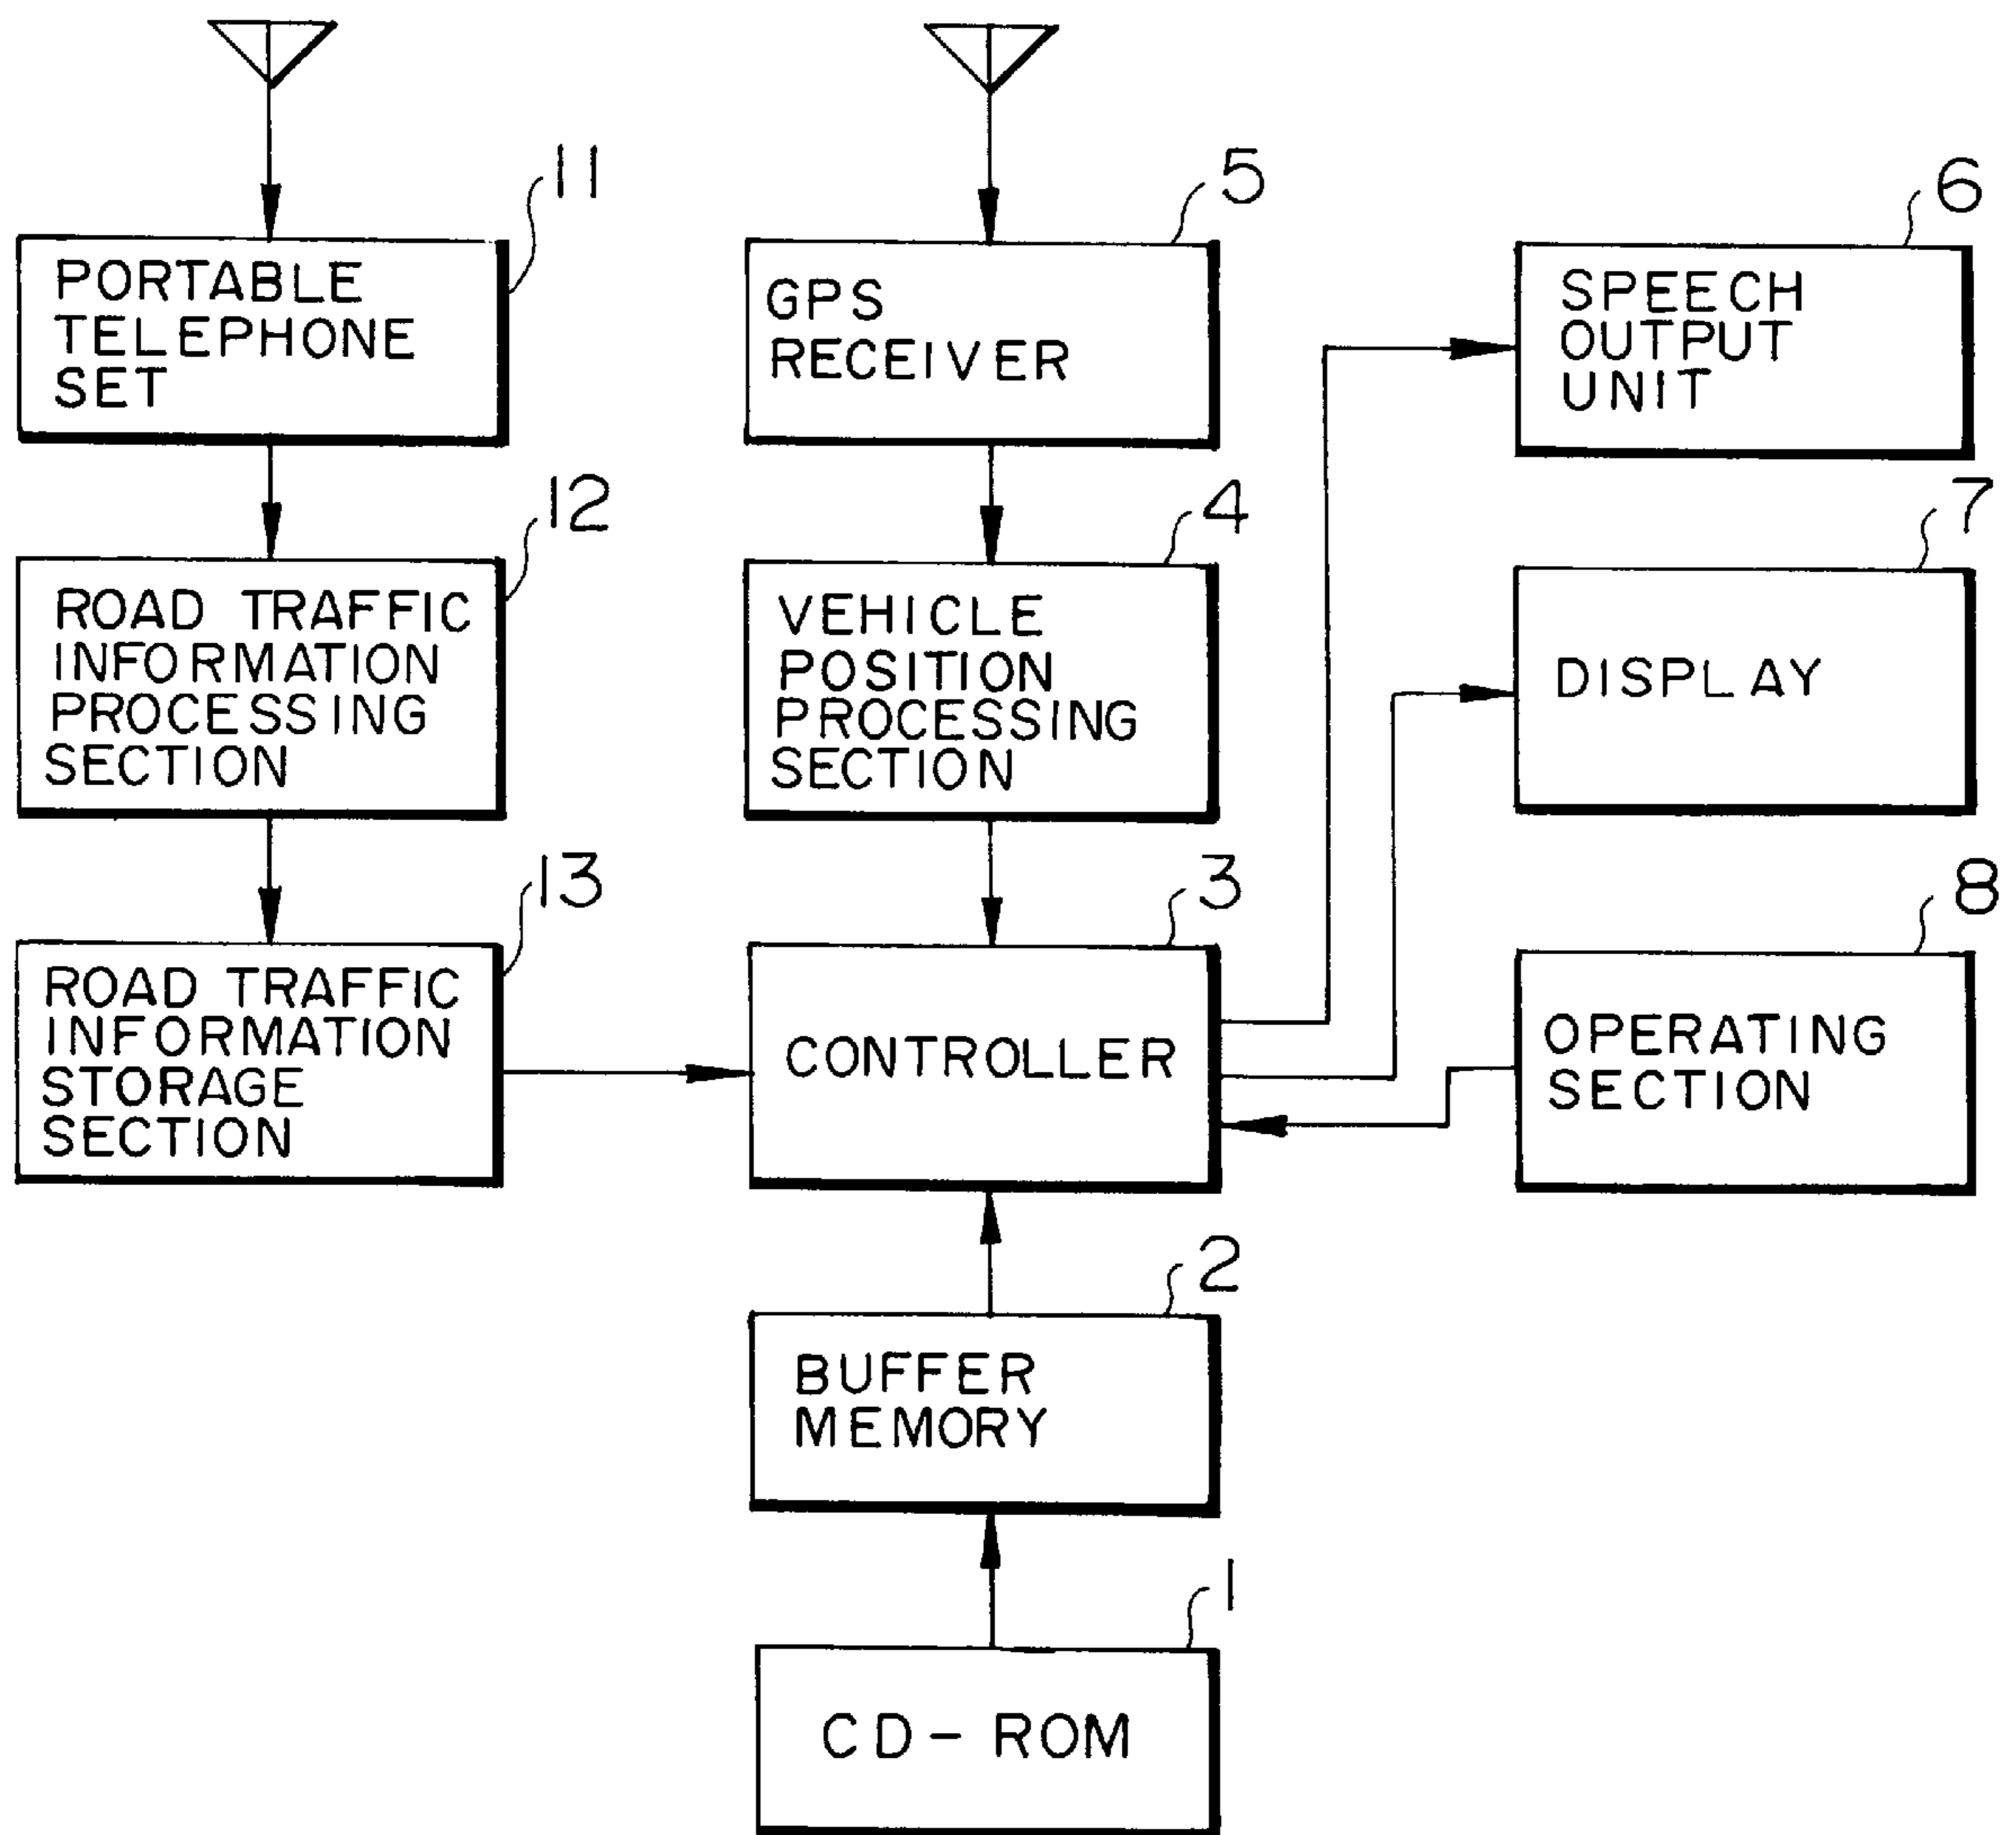 11
PORTABLE
TELEPHONE
SET
5
GPS
RECEIVER
6
SPEECH
OUTPUT
UNIT
12
ROAD TRAFFIC
INFORMATION
PROCESSING
SECTION
4
VEHICLE
POSITION
PROCESSING
SECTION
7
DISPLAY
13
ROAD TRAFFIC
INFORMATION
STORAGE
SECTION
3
CONTROLLER
8
OPERATING
SECTION
2
BUFFER
MEMORY
1
CD-ROM